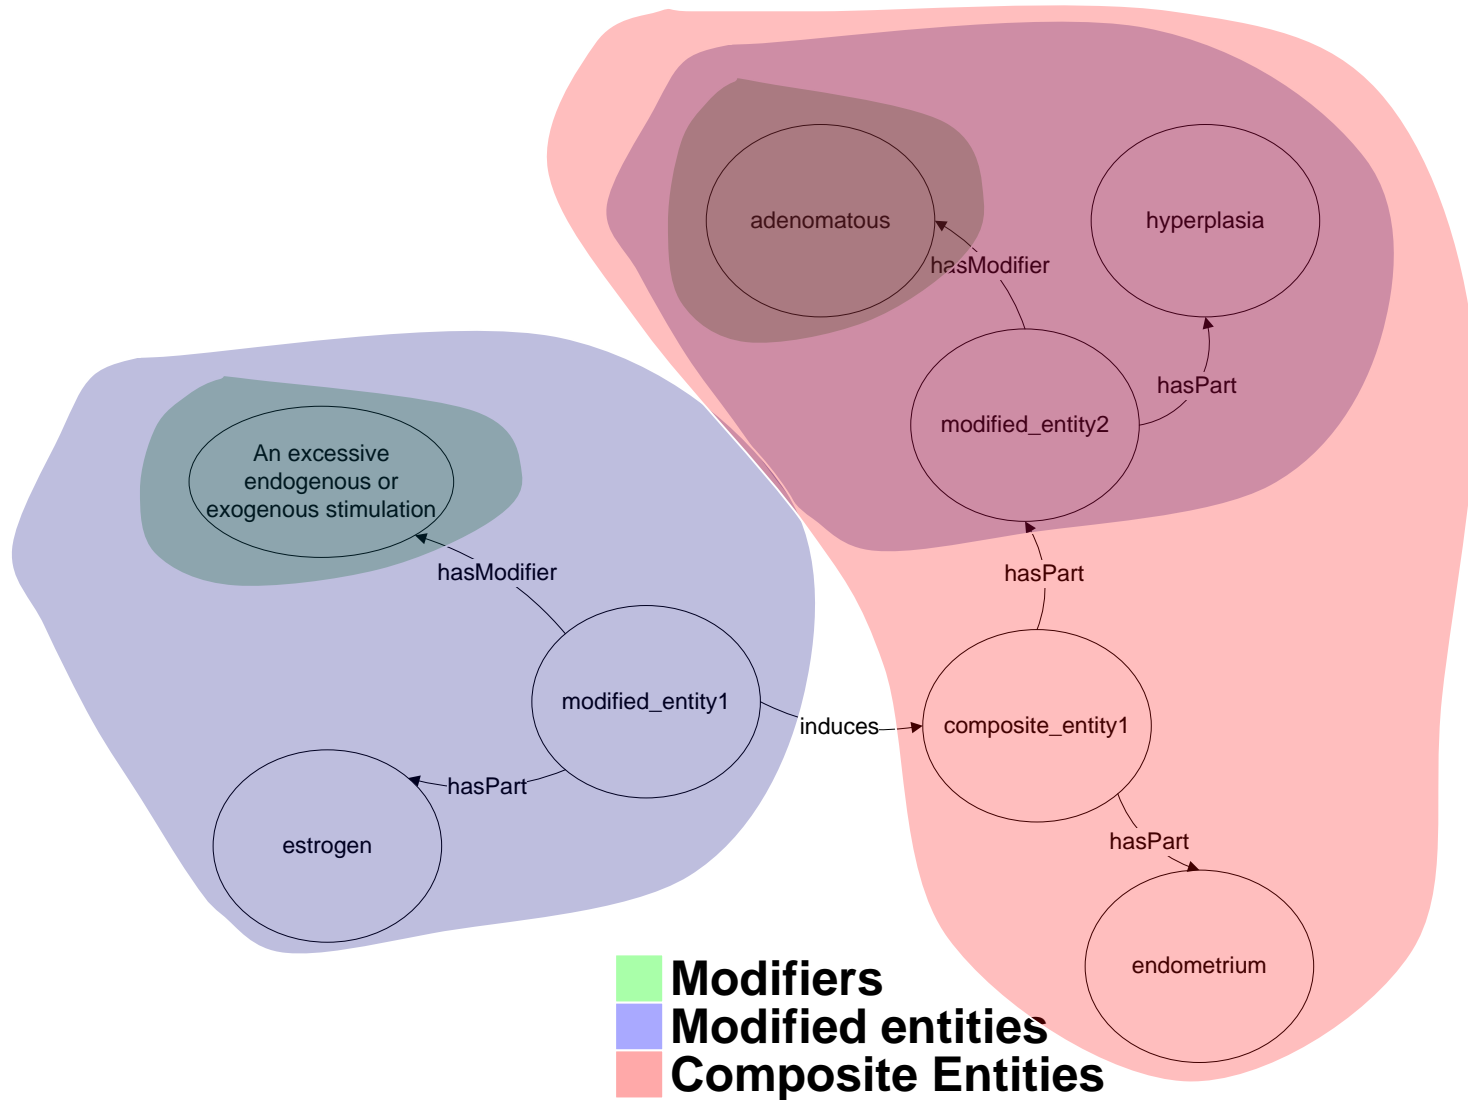 adenomatous
hyperplasia
hasModifier
hasPart
modified_entity2
An excessive
endogenous or
exogenous stimulation
hasModifier
hasPart
modified_entity1
induces
composite_entity1
hasPart
estrogen
hasPart
endometrium
Modifiers
Modified entities
Composite Entities